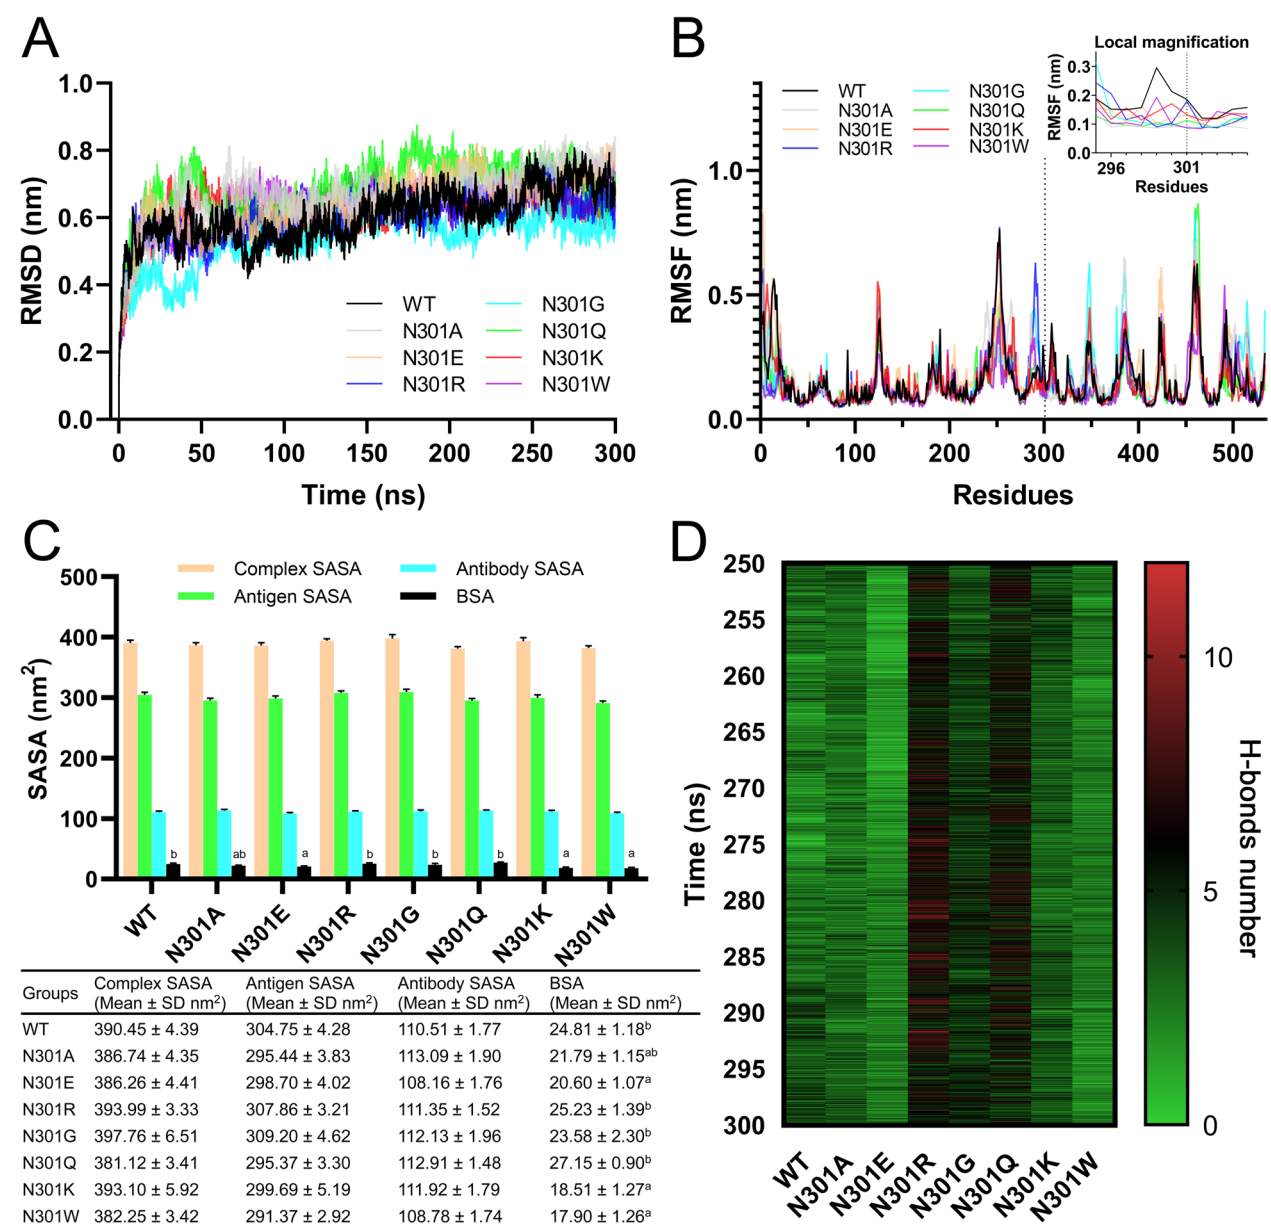 A
RMSD (nm)
1.0
0.8
0.6
0.4
0.2
0.0
0 50 100 150 200 250 300
Time (ns)
WT N301G
N301A N301Q
N301E N301K
N301R N301W
B
RMSF (nm)
1.0
0.5
0.0
0 100 200 300 400 500
Residues
WT N301G
N301A N301Q
N301E N301K
N301R N301W
Local magnification
RMSF (nm)
0.3
0.2
0.1
0.0
296 301
Residues
C
Complex SASA Antibody SASA
Antigen SASA BSA
SASA (nm²)
500
400
300
200
100
0
b ab a b b b a a
WT N301A N301E N301R N301G N301Q N301K N301W
Groups Complex SASA (Mean ± SD nm²) Antigen SASA (Mean ± SD nm²) Antibody SASA (Mean ± SD nm²) BSA (Mean ± SD nm²)
WT 390.45 ± 4.39 304.75 ± 4.28 110.51 ± 1.77 24.81 ± 1.18ᵇ
N301A 386.74 ± 4.35 295.44 ± 3.83 113.09 ± 1.90 21.79 ± 1.15ᵃᵇ
N301E 386.26 ± 4.41 298.70 ± 4.02 108.16 ± 1.76 20.60 ± 1.07ᵃ
N301R 393.99 ± 3.33 307.86 ± 3.21 111.35 ± 1.52 25.23 ± 1.39ᵇ
N301G 397.76 ± 6.51 309.20 ± 4.62 112.13 ± 1.96 23.58 ± 2.30ᵇ
N301Q 381.12 ± 3.41 295.37 ± 3.30 112.91 ± 1.48 27.15 ± 0.90ᵇ
N301K 393.10 ± 5.92 299.69 ± 5.19 111.92 ± 1.79 18.51 ± 1.27ᵃ
N301W 382.25 ± 3.42 291.37 ± 2.92 108.78 ± 1.74 17.90 ± 1.26ᵃ
D
Time (ns)
250
255
260
265
270
275
280
285
290
295
300
WT N301A N301E N301R N301G N301Q N301K N301W
10
5
0
H-bonds number